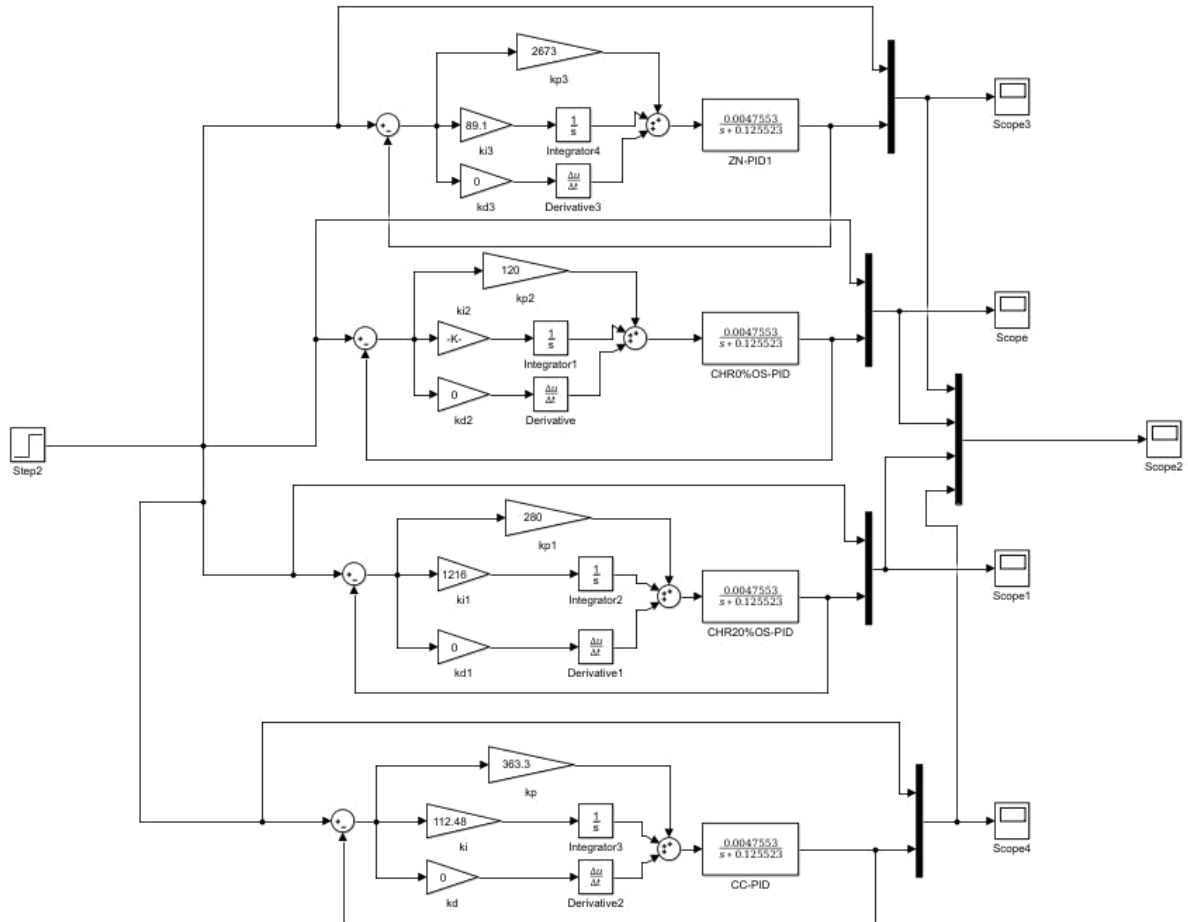 2673
kp3
Scope3
+
-
89.1
ki3
1
s
Integrator4
+
+
+
0.0047553
s + 0.125523
ZN-PID1
0
kd3
Δu
Δt
Derivative3
120
kp2
ki2
Scope
+
-
-K-
1
s
Integrator1
+
+
+
0.0047553
s + 0.125523
CHR0%OS-PID
0
kd2
Δu
Δt
Derivative
Step2
Scope2
280
kp1
+
-
1216
ki1
1
s
Integrator2
+
+
+
0.0047553
s + 0.125523
CHR20%OS-PID
Scope1
0
kd1
Δu
Δt
Derivative1
363.3
kp
+
-
112.48
ki
1
s
Integrator3
+
+
+
0.0047553
s + 0.125523
CC-PID
Scope4
0
kd
Δu
Δt
Derivative2